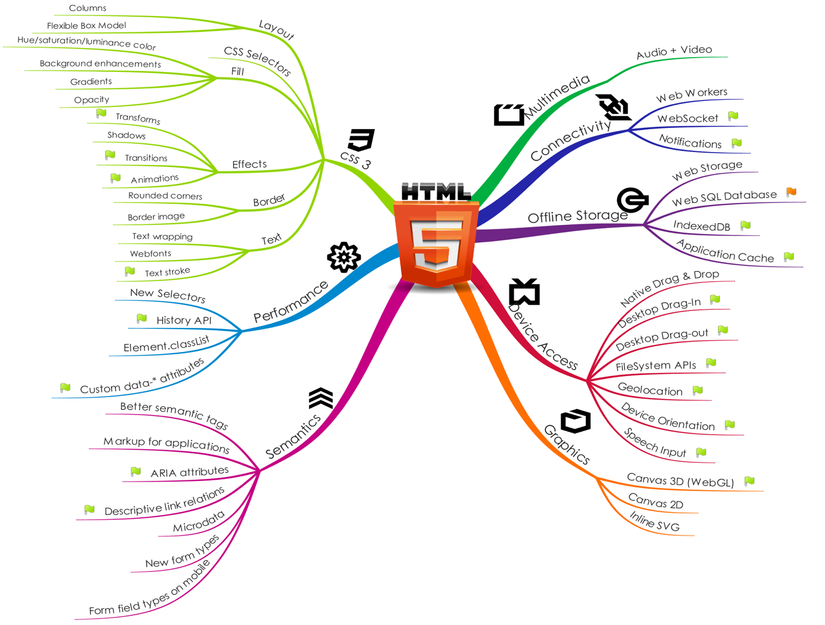 HTML
5
CSS 3
Layout
Columns
Flexible Box Model
CSS Selectors
Fill
Hue/saturation/luminance color
Background enhancements
Gradients
Opacity
Effects
Transforms
Shadows
Transitions
Animations
Border
Rounded corners
Border image
Text
Text wrapping
Webfonts
Text stroke
Performance
New Selectors
History API
Element.classList
Custom data-* attributes
Semantics
Better semantic tags
Markup for applications
ARIA attributes
Descriptive link relations
Microdata
New form types
Form field types on mobile
Multimedia
Audio + Video
Connectivity
Web Workers
WebSocket
Notifications
Offline Storage
Web Storage
Web SQL Database
IndexedDB
Application Cache
Device Access
Native Drag & Drop
Desktop Drag-In
Desktop Drag-out
FileSystem APIs
Geolocation
Device Orientation
Speech Input
Graphics
Canvas 3D (WebGL)
Canvas 2D
Inline SVG